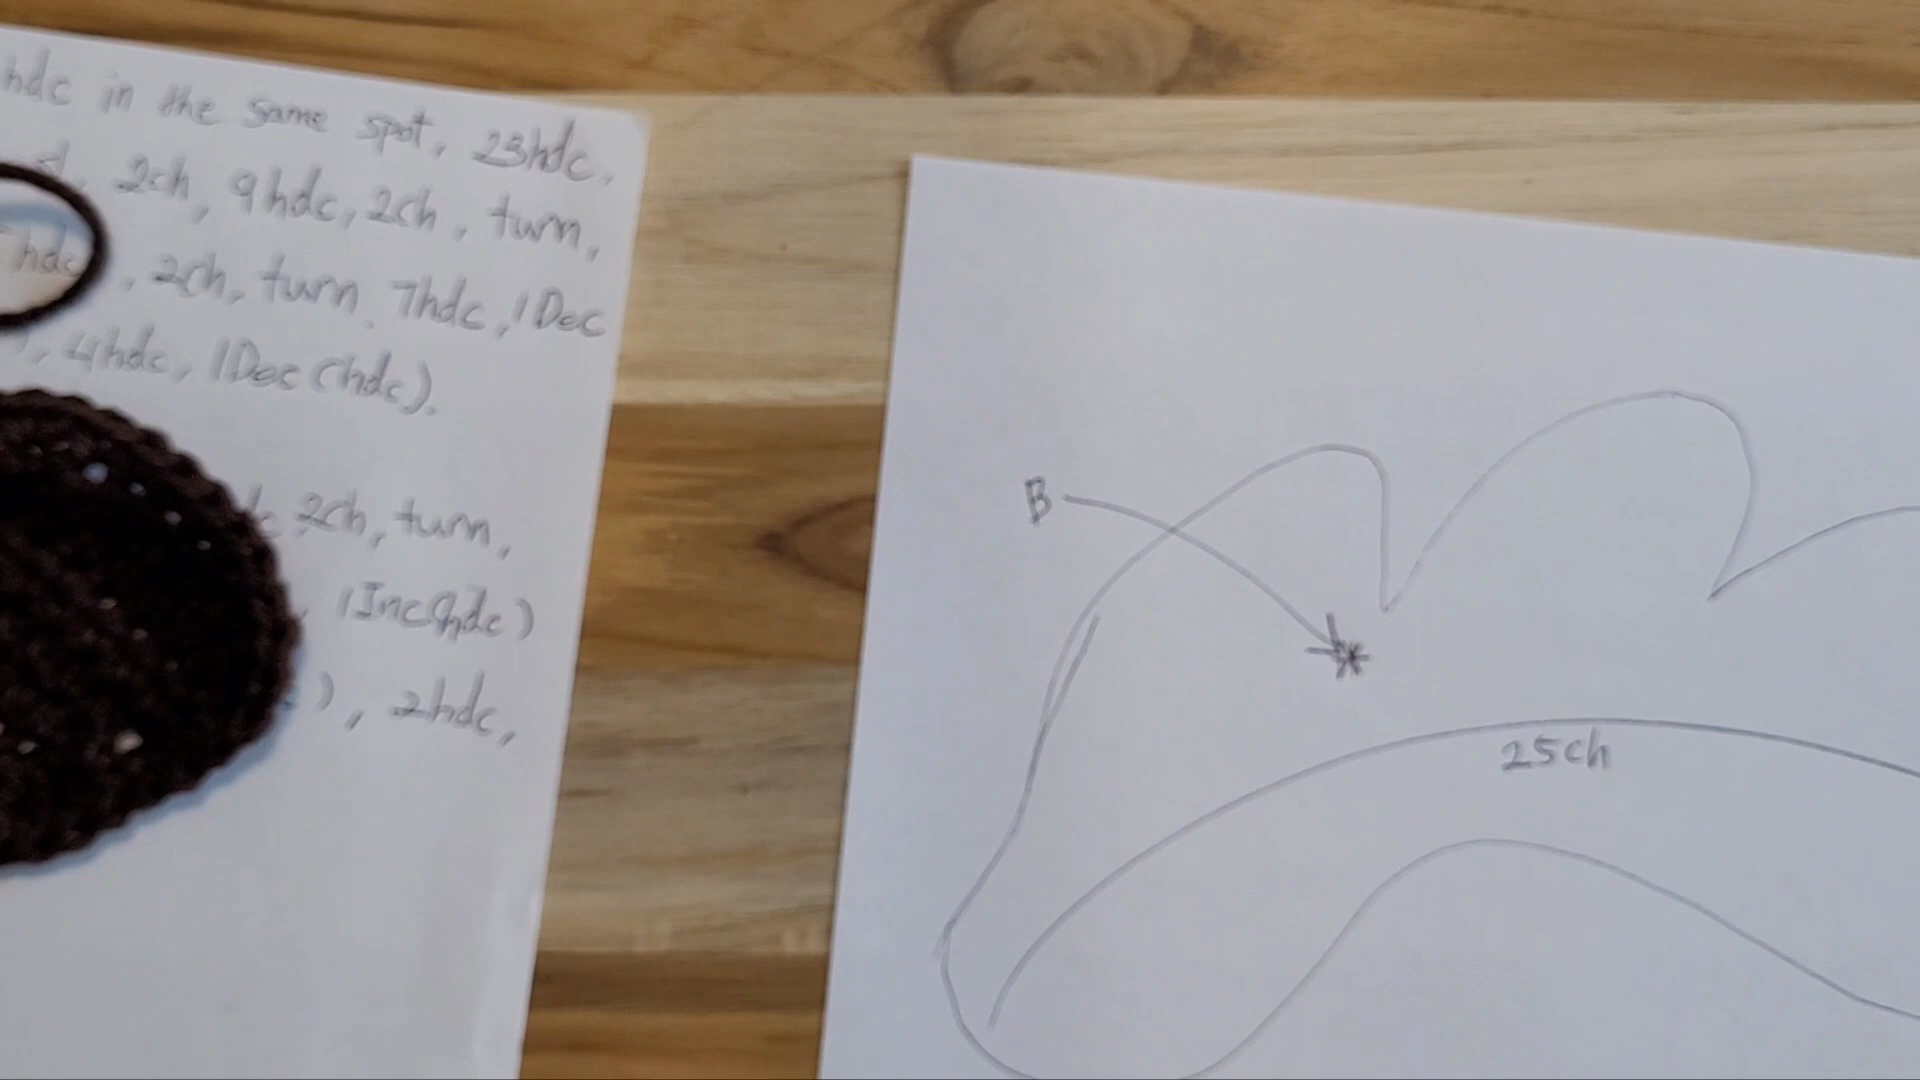 hdc in the same spot, 23hdc,
2ch, 9hdc, 2ch, turn,
hdc , 2ch, turn, 7hdc, 1Dec
, 4hdc, 1Dec (hdc).
2ch, turn,
1Inc(hdc)
), 2hdc,
B
25ch